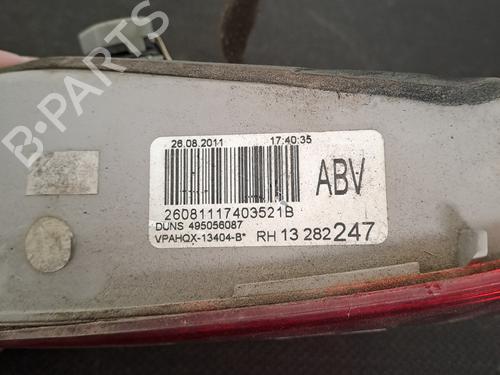 B-PARTS
26.08.2011 17:40:35
ABV
26081117403521B
DUNS 495056087
VPAHQX-13404-B* RH 13 282 247